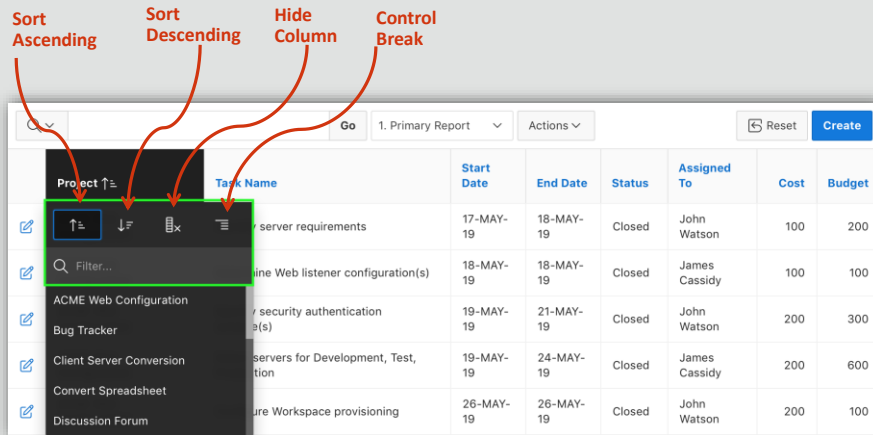 Sort Ascending
Sort Descending
Hide Column
Control Break
Go
1. Primary Report
Actions
Reset
Create
Project
Task Name
Start Date
End Date
Status
Assigned To
Cost
Budget
Filter...
ACME Web Configuration
Bug Tracker
Client Server Conversion
Convert Spreadsheet
Discussion Forum
server requirements
17-MAY-19
18-MAY-19
Closed
John Watson
100
200
Web listener configuration(s)
18-MAY-19
18-MAY-19
Closed
James Cassidy
100
100
security authentication
19-MAY-19
21-MAY-19
Closed
John Watson
200
300
servers for Development, Test,
19-MAY-19
24-MAY-19
Closed
James Cassidy
200
600
Workspace provisioning
26-MAY-19
26-MAY-19
Closed
John Watson
200
100